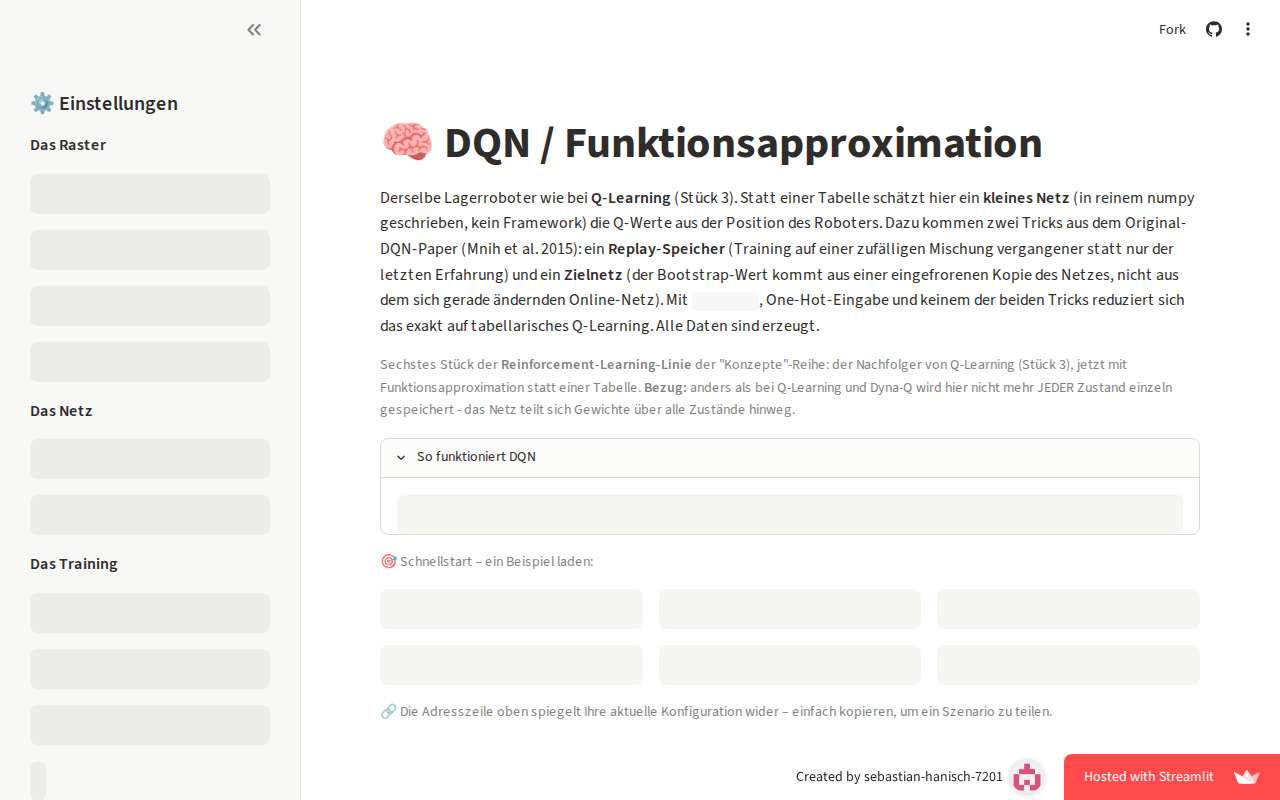 Fork
⚙️ Einstellungen
Das Raster
Das Netz
Das Training
🧠 DQN / Funktionsapproximation
Derselbe Lagerroboter wie bei Q-Learning (Stück 3). Statt einer Tabelle schätzt hier ein kleines Netz (in reinem numpy
geschrieben, kein Framework) die Q-Werte aus der Position des Roboters. Dazu kommen zwei Tricks aus dem Original-
DQN-Paper (Mnih et al. 2015): ein Replay-Speicher (Training auf einer zufälligen Mischung vergangener statt nur der
letzten Erfahrung) und ein Zielnetz (der Bootstrap-Wert kommt aus einer eingefrorenen Kopie des Netzes, nicht aus
dem sich gerade ändernden Online-Netz). Mit , One-Hot-Eingabe und keinem der beiden Tricks reduziert sich
das exakt auf tabellarisches Q-Learning. Alle Daten sind erzeugt.
Sechstes Stück der Reinforcement-Learning-Linie der "Konzepte"-Reihe: der Nachfolger von Q-Learning (Stück 3), jetzt mit
Funktionsapproximation statt einer Tabelle. Bezug: anders als bei Q-Learning und Dyna-Q wird hier nicht mehr JEDER Zustand einzeln
gespeichert - das Netz teilt sich Gewichte über alle Zustände hinweg.
So funktioniert DQN
🎯 Schnellstart – ein Beispiel laden:
🔗 Die Adresszeile oben spiegelt Ihre aktuelle Konfiguration wider – einfach kopieren, um ein Szenario zu teilen.
Created by sebastian-hanisch-7201
Hosted with Streamlit